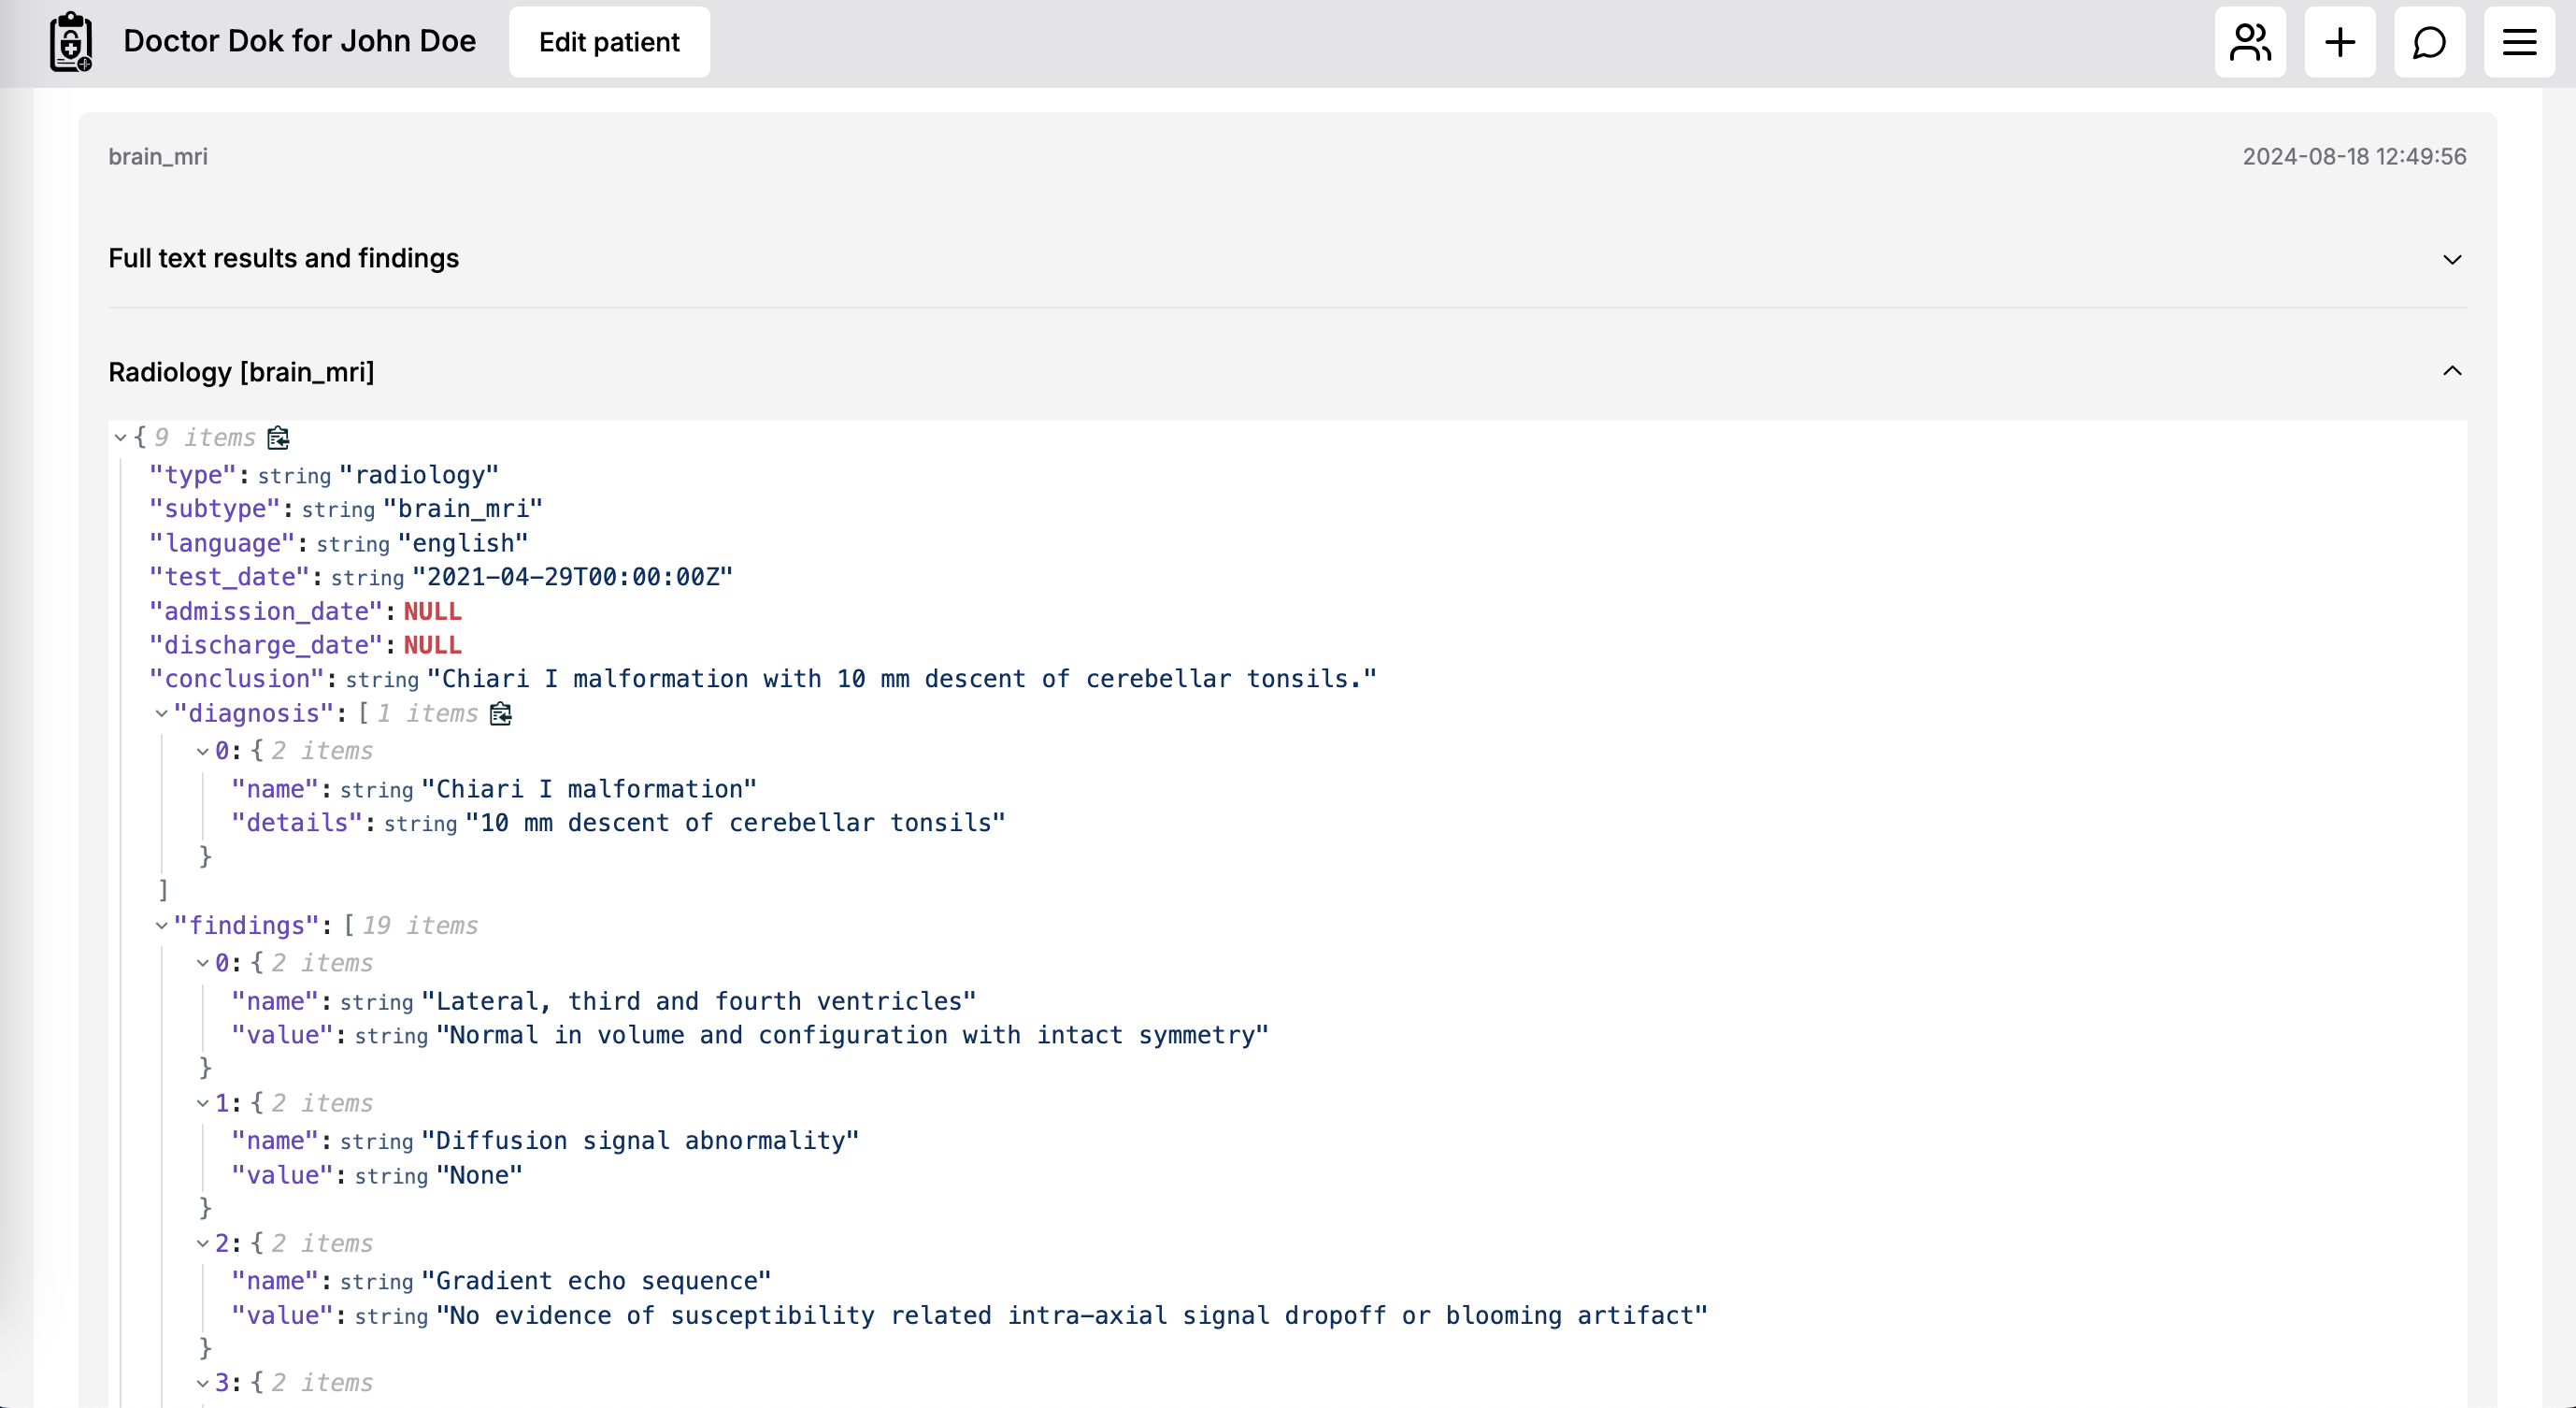 Doctor Dok for John Doe
Edit patient
brain_mri
2024-08-18 12:49:56
Full text results and findings
Radiology [brain_mri]
{ 9 items
"type": string "radiology"
"subtype": string "brain_mri"
"language": string "english"
"test_date": string "2021-04-29T00:00:00Z"
"admission_date": NULL
"discharge_date": NULL
"conclusion": string "Chiari I malformation with 10 mm descent of cerebellar tonsils."
"diagnosis": [ 1 items
0: { 2 items
"name": string "Chiari I malformation"
"details": string "10 mm descent of cerebellar tonsils"
}
]
"findings": [ 19 items
0: { 2 items
"name": string "Lateral, third and fourth ventricles"
"value": string "Normal in volume and configuration with intact symmetry"
}
1: { 2 items
"name": string "Diffusion signal abnormality"
"value": string "None"
}
2: { 2 items
"name": string "Gradient echo sequence"
"value": string "No evidence of susceptibility related intra-axial signal dropoff or blooming artifact"
}
3: { 2 items